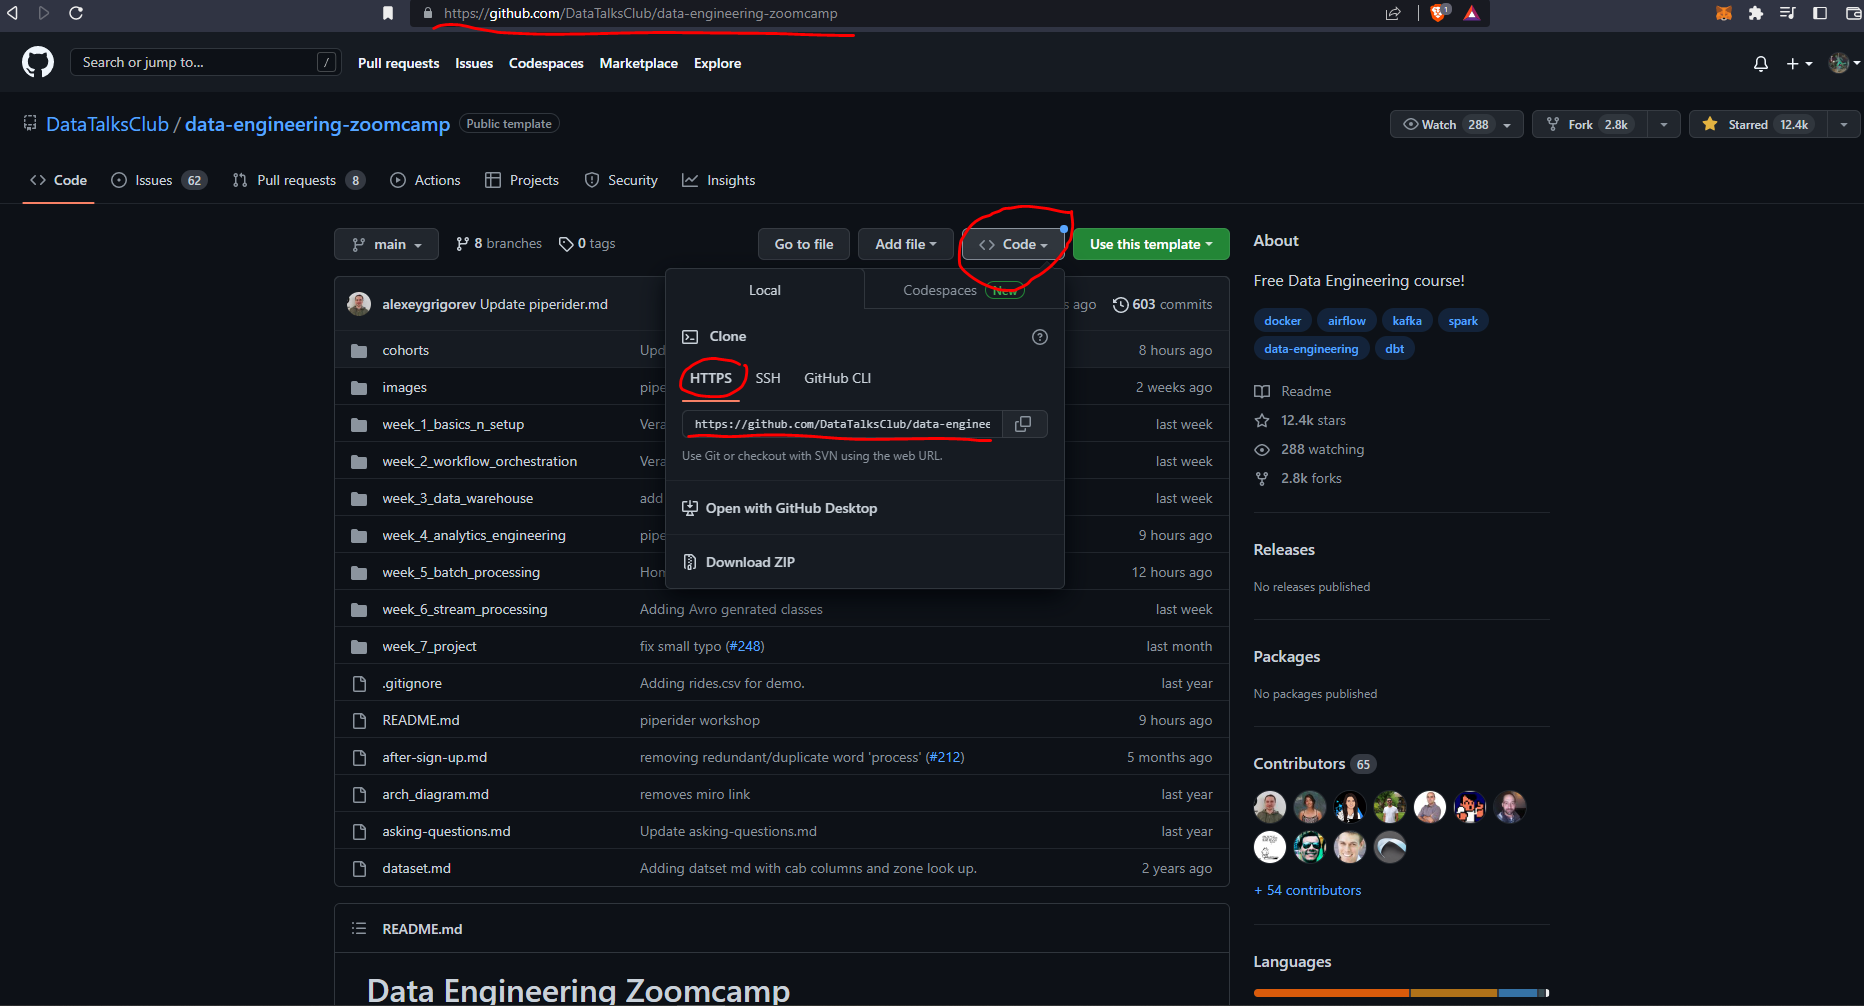 https://github.com/DataTalksClub/data-engineering-zoomcamp
1
Search or jump to...
/
Pull requests
Issues
Codespaces
Marketplace
Explore
DataTalksClub / data-engineering-zoomcamp
Public template
Watch 288
Fork 2.8k
Starred 12.4k
Code
Issues 62
Pull requests 8
Actions
Projects
Security
Insights
main
8 branches
0 tags
Go to file
Add file
Code
Use this template
alexeygrigorev Update piperider.md
s ago
603 commits
Local
Codespaces New
Clone
HTTPS
SSH
GitHub CLI
https://github.com/DataTalksClub/data-enginee
Use Git or checkout with SVN using the web URL.
Open with GitHub Desktop
Download ZIP
cohorts Upd 8 hours ago
images pipe 2 weeks ago
week_1_basics_n_setup Vera last week
week_2_workflow_orchestration Vera last week
week_3_data_warehouse add last week
week_4_analytics_engineering pipe 9 hours ago
week_5_batch_processing Hom 12 hours ago
week_6_stream_processing Adding Avro genrated classes last week
week_7_project fix small typo (#248) last month
.gitignore Adding rides.csv for demo. last year
README.md piperider workshop 9 hours ago
after-sign-up.md removing redundant/duplicate word 'process' (#212) 5 months ago
arch_diagram.md removes miro link last year
asking-questions.md Update asking-questions.md last year
dataset.md Adding datset md with cab columns and zone look up. 2 years ago
README.md
Data Engineering Zoomcamp
About
Free Data Engineering course!
docker airflow kafka spark
data-engineering dbt
Readme
12.4k stars
288 watching
2.8k forks
Releases
No releases published
Packages
No packages published
Contributors 65
+ 54 contributors
Languages